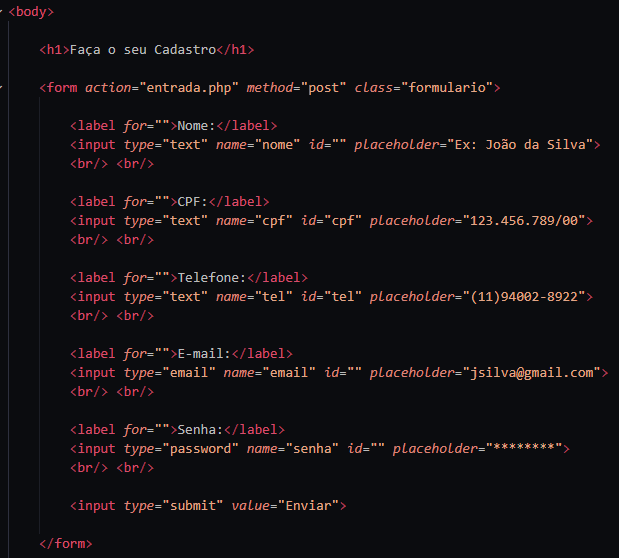 <body>
<h1>Faça o seu Cadastro</h1>
<form action="entrada.php" method="post" class="formulario">
<label for="">Nome:</label>
<input type="text" name="nome" id="" placeholder="Ex: João da Silva">
<br/> <br/>
<label for="">CPF:</label>
<input type="text" name="cpf" id="cpf" placeholder="123.456.789/00">
<br/> <br/>
<label for="">Telefone:</label>
<input type="text" name="tel" id="tel" placeholder="(11)94002-8922">
<br/> <br/>
<label for="">E-mail:</label>
<input type="email" name="email" id="" placeholder="jsilva@gmail.com">
<br/> <br/>
<label for="">Senha:</label>
<input type="password" name="senha" id="" placeholder="********">
<br/> <br/>
<input type="submit" value="Enviar">
</form>